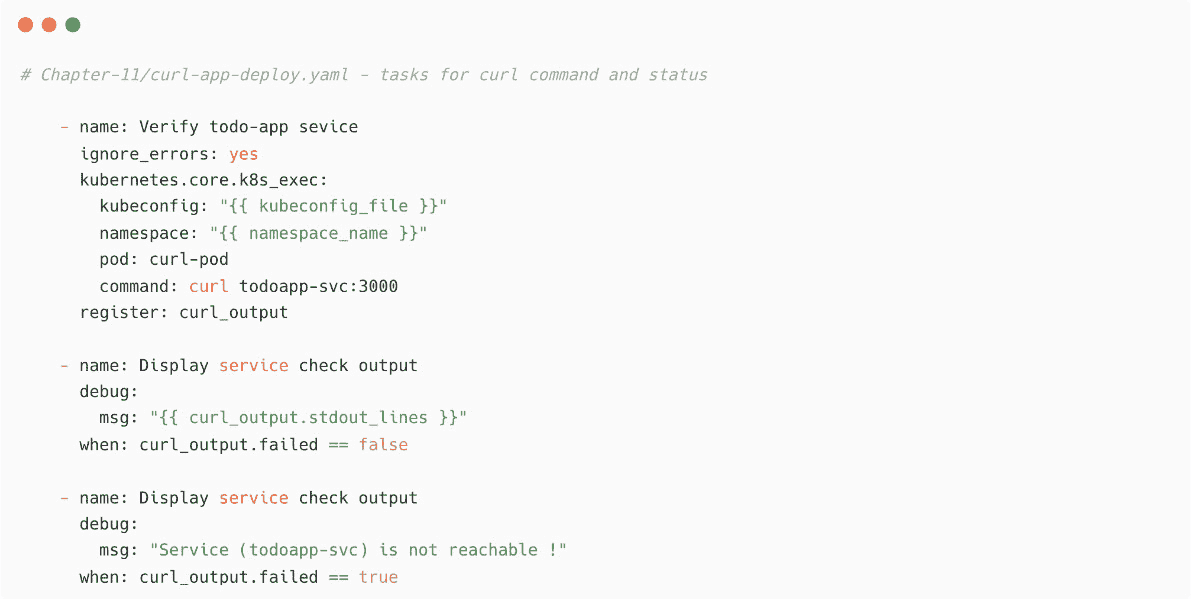 # Chapter-11/curl-app-deploy.yaml - tasks for curl command and status
- name: Verify todo-app sevice
ignore_errors: yes
kubernetes.core.k8s_exec:
kubeconfig: "{{ kubeconfig_file }}"
namespace: "{{ namespace_name }}"
pod: curl-pod
command: curl todoapp-svc:3000
register: curl_output
- name: Display service check output
debug:
msg: "{{ curl_output.stdout_lines }}"
when: curl_output.failed == false
- name: Display service check output
debug:
msg: "Service (todoapp-svc) is not reachable !"
when: curl_output.failed == true